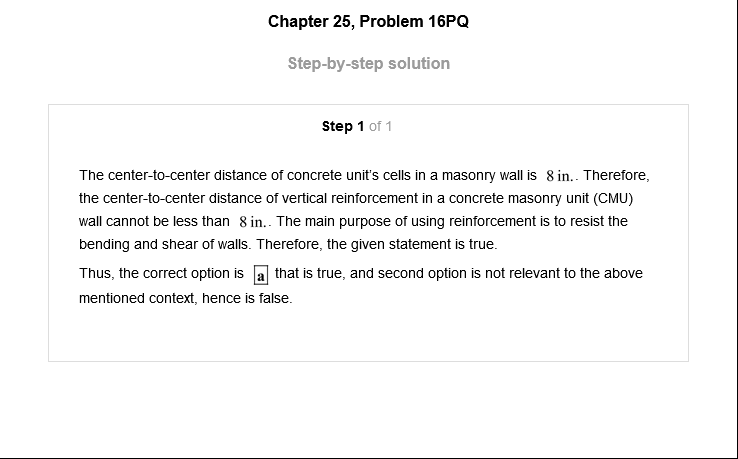 Chapter 25, Problem 16PQ
Step-by-step solution
Step 1 of 1
The center-to-center distance of concrete unit's cells in a masonry wall is 8 in.. Therefore,
the center-to-center distance of vertical reinforcement in a concrete masonry unit (CMU)
wall cannot be less than 8 in.. The main purpose of using reinforcement is to resist the
bending and shear of walls. Therefore, the given statement is true.
Thus, the correct option is a that is true, and second option is not relevant to the above
mentioned context, hence is false.